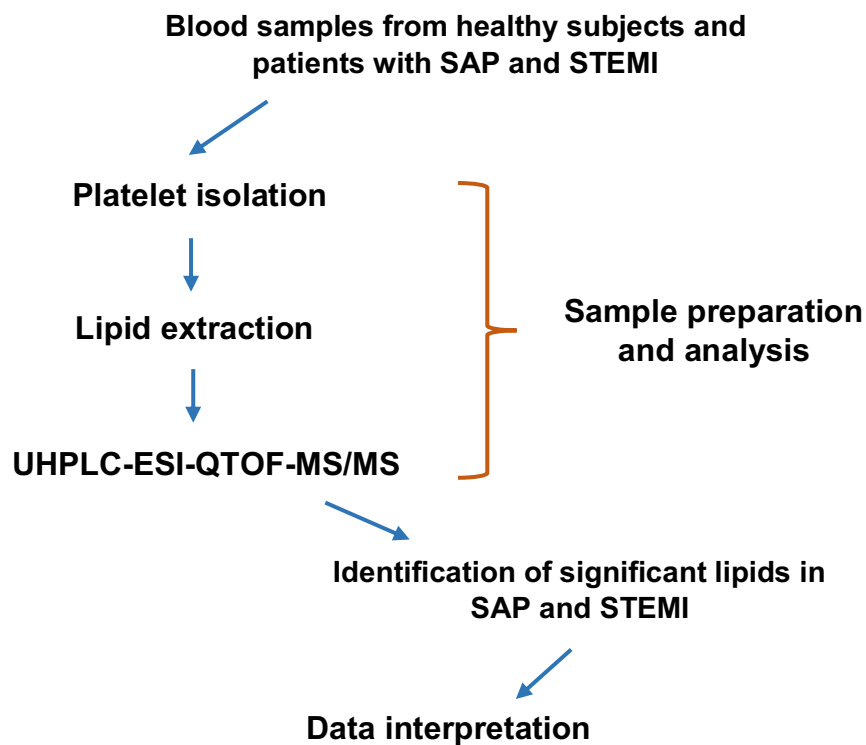 Blood samples from healthy subjects and
patients with SAP and STEMI
Platelet isolation
Lipid extraction
Sample preparation
and analysis
UHPLC-ESI-QTOF-MS/MS
Identification of significant lipids in
SAP and STEMI
Data interpretation